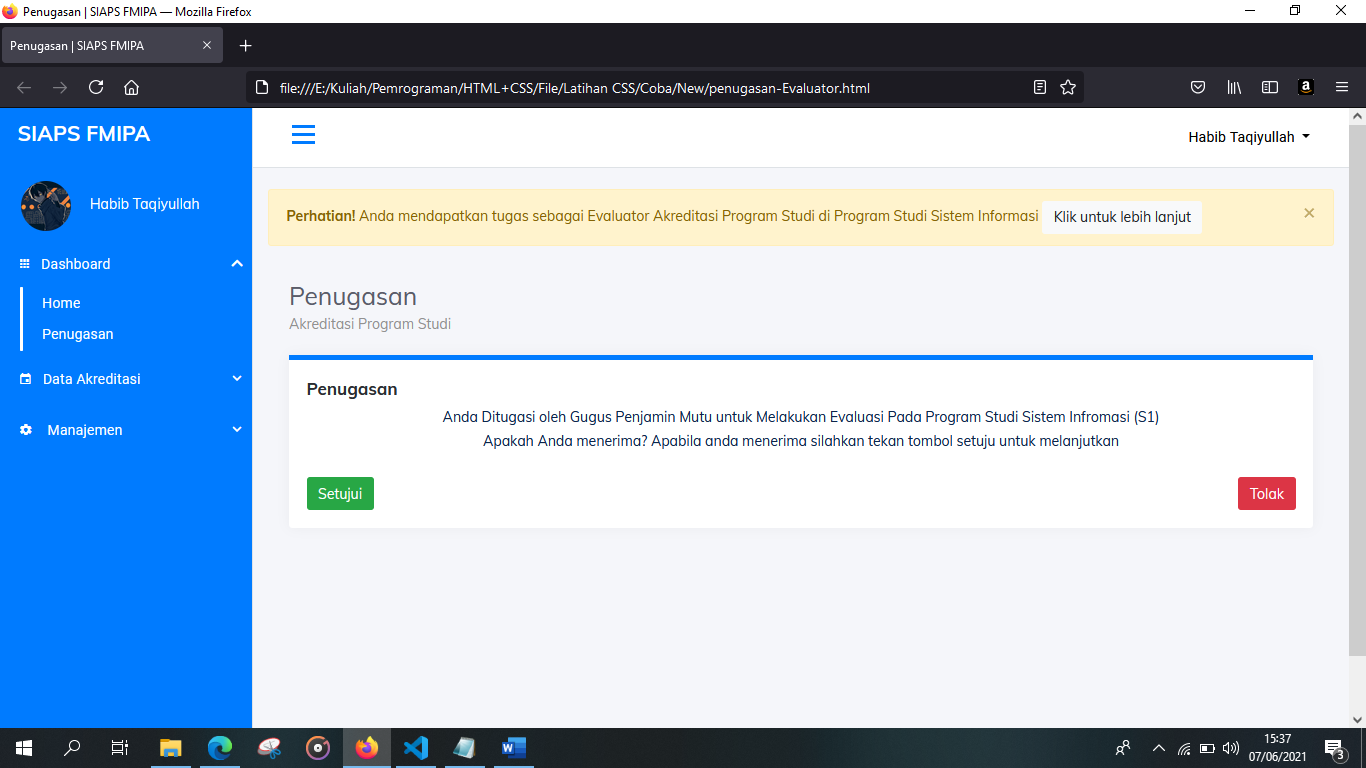 Penugasan | SIAPS FMIPA — Mozilla Firefox
Penugasan | SIAPS FMIPA
file:///E:/Kuliah/Pemrograman/HTML+CSS/File/Latihan CSS/Coba/New/penugasan-Evaluator.html
SIAPS FMIPA
Habib Taqiyullah
Habib Taqiyullah
Dashboard
Home
Penugasan
Data Akreditasi
Manajemen
Perhatian! Anda mendapatkan tugas sebagai Evaluator Akreditasi Program Studi di Program Studi Sistem Informasi Klik untuk lebih lanjut ×
Penugasan
Akreditasi Program Studi
Penugasan
Anda Ditugasi oleh Gugus Penjamin Mutu untuk Melakukan Evaluasi Pada Program Studi Sistem Infromasi (S1)
Apakah Anda menerima? Apabila anda menerima silahkan tekan tombol setuju untuk melanjutkan
Setujui
Tolak
15:37
07/06/2021
3